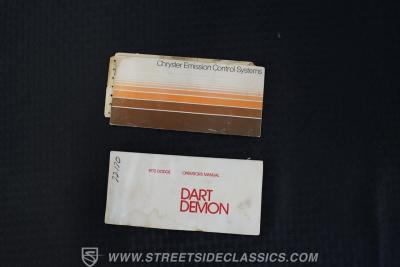 Chrysler Emission Control Systems
1972 DODGE OPERATOR'S MANUAL
DART
DEMON
WWW.STREETSIDECLASSICS.COM